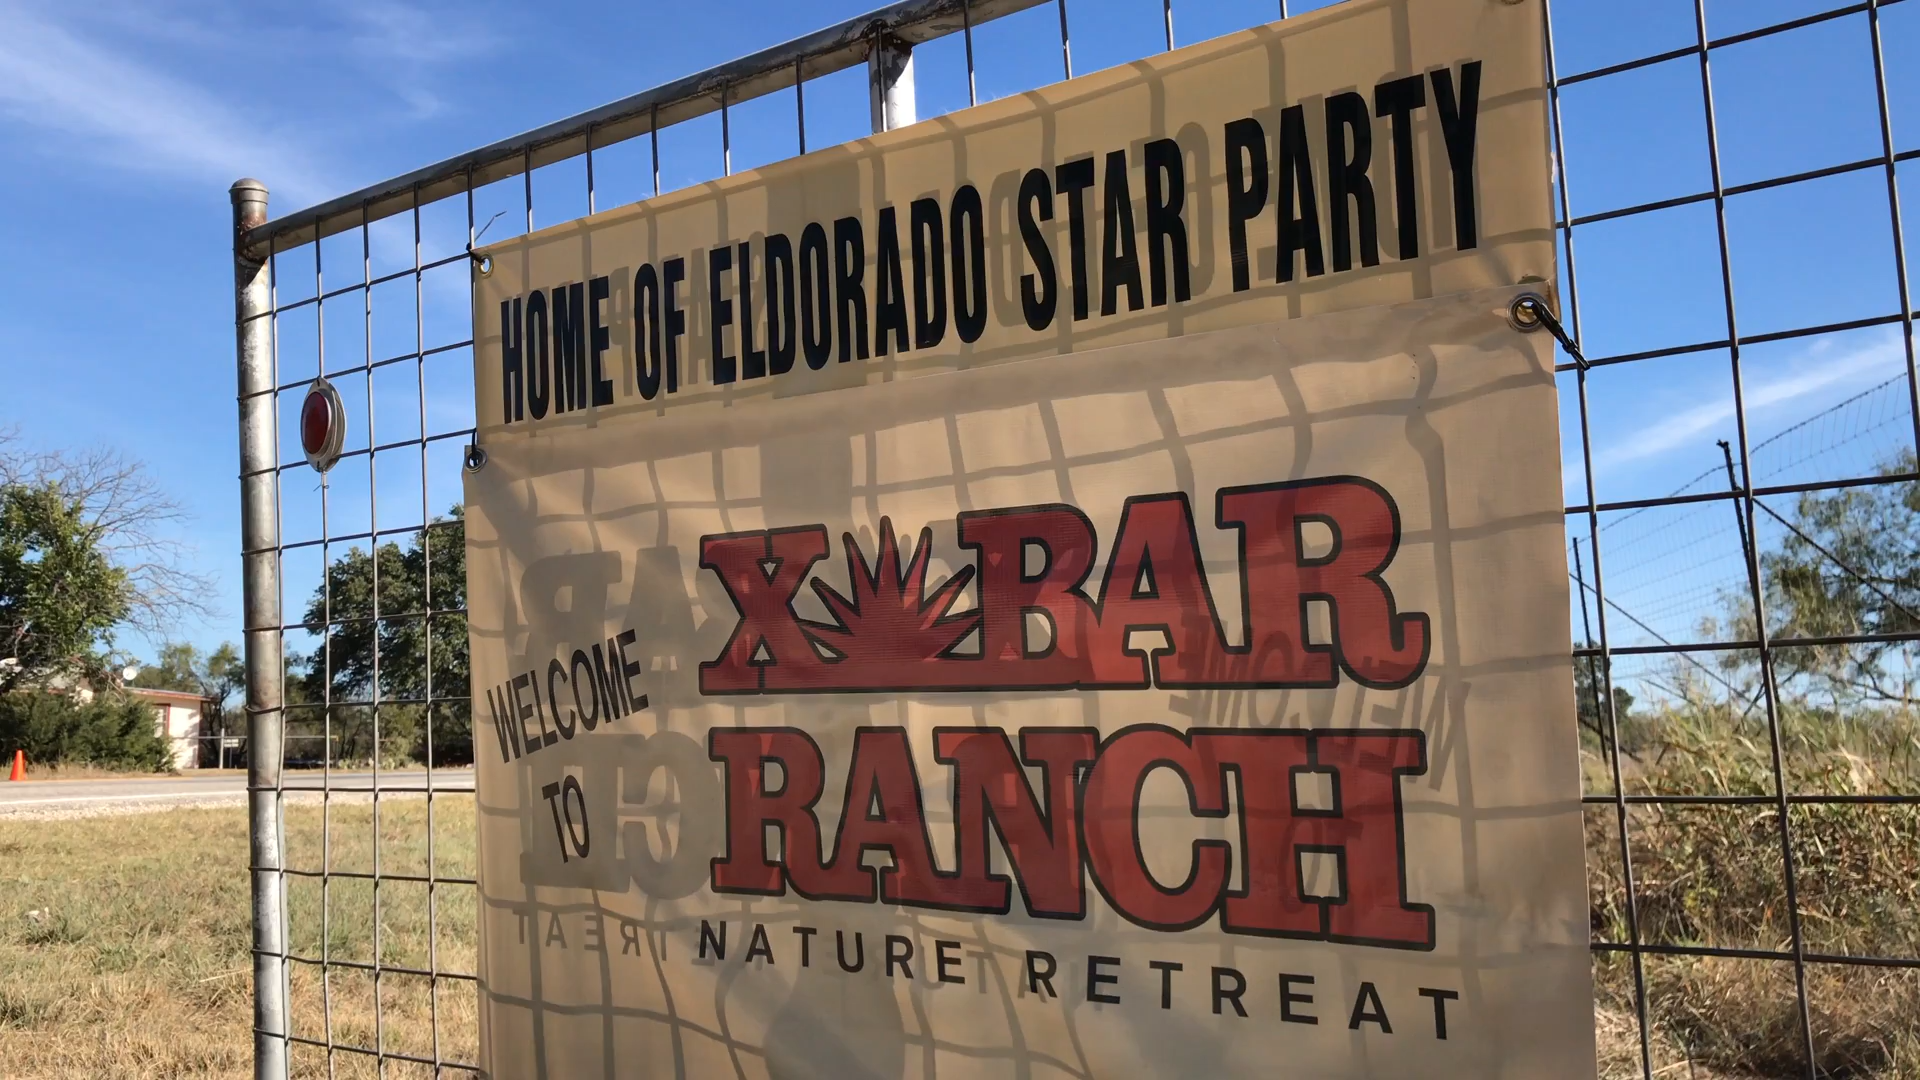 HOME OF ELDORADO STAR PARTY
WELCOME
TO
X BAR
RANCH
NATURE RETREAT